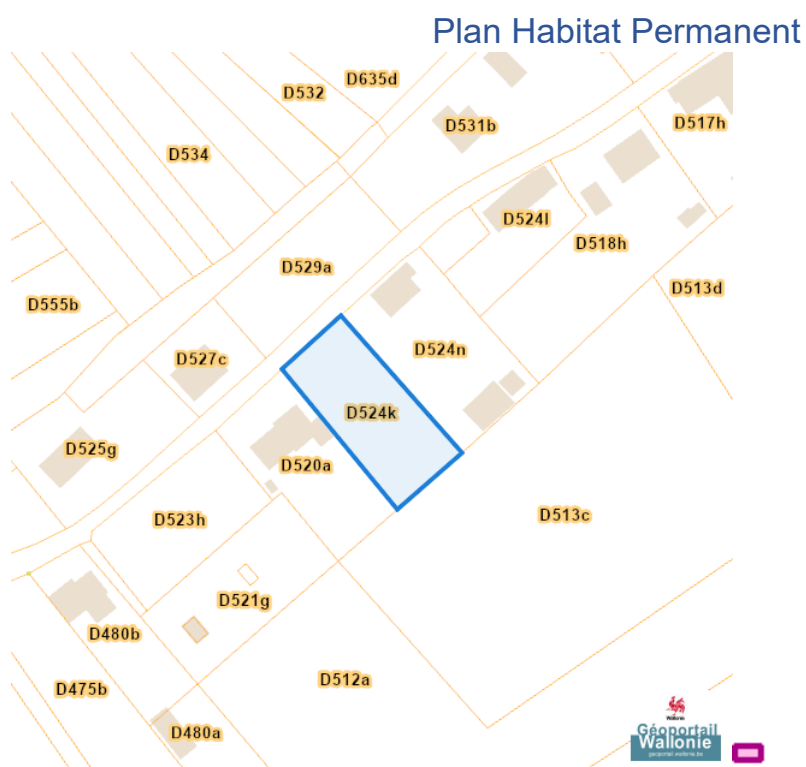 Plan Habitat Permanent
D635d
D532
D531b
D517h
D534
D524l
D518h
D529a
D513d
D555b
D527c
D524n
D524k
D525g
D520a
D523h
D513c
D521g
D480b
D512a
D475b
D480a
Wallonie
Géoportail
Wallonie
geoportail.wallonie.be